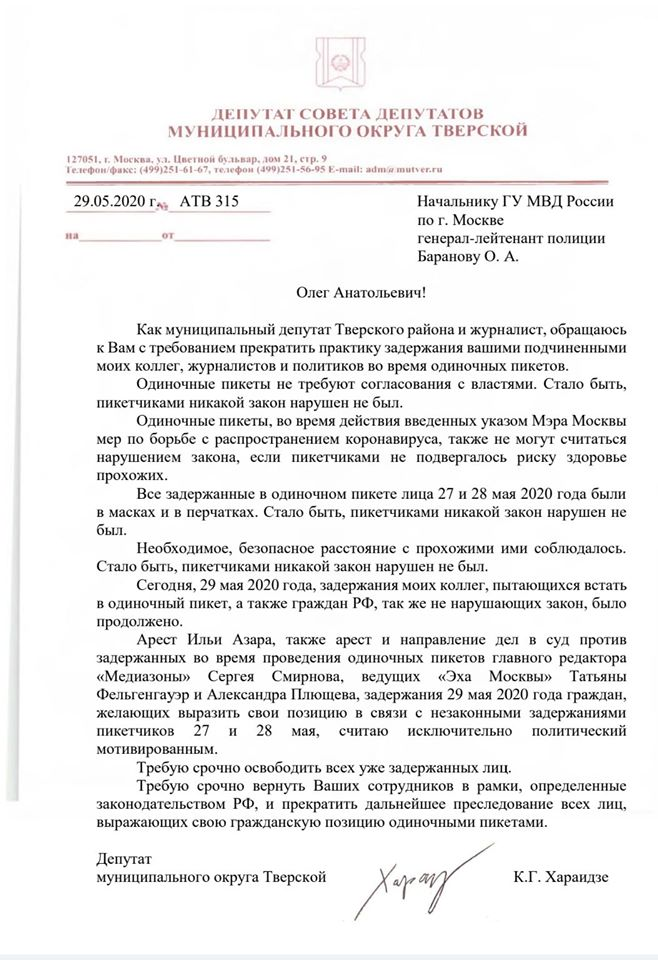 ДЕПУТАТ СОВЕТА ДЕПУТАТОВ
МУНИЦИПАЛЬНОГО ОКРУГА ТВЕРСКОЙ
127051, г. Москва, ул. Цветной бульвар, дом 21, стр. 9
Телефон/факс: (499)251-61-67, телефон (499)251-56-95 E-mail: adm@mutver.ru
29.05.2020 г. № АТВ 315
на от
Начальнику ГУ МВД России
по г. Москве
генерал-лейтенант полиции
Баранову О. А.
Олег Анатольевич!
Как муниципальный депутат Тверского района и журналист, обращаюсь
к Вам с требованием прекратить практику задержания вашими подчиненными
моих коллег, журналистов и политиков во время одиночных пикетов.
Одиночные пикеты не требуют согласования с властями. Стало быть,
пикетчиками никакой закон нарушен не был.
Одиночные пикеты, во время действия введенных указом Мэра Москвы
мер по борьбе с распространением коронавируса, также не могут считаться
нарушением закона, если пикетчиками не подвергалось риску здоровье
прохожих.
Все задержанные в одиночном пикете лица 27 и 28 мая 2020 года были
в масках и в перчатках. Стало быть, пикетчиками никакой закон нарушен не
был.
Необходимое, безопасное расстояние с прохожими ими соблюдалось.
Стало быть, пикетчиками никакой закон нарушен не был.
Сегодня, 29 мая 2020 года, задержания моих коллег, пытающихся встать
в одиночный пикет, а также граждан РФ, так же не нарушающих закон, было
продолжено.
Арест Ильи Азара, также арест и направление дел в суд против
задержанных во время проведения одиночных пикетов главного редактора
«Медиазоны» Сергея Смирнова, ведущих «Эха Москвы» Татьяны
Фельгенгауэр и Александра Плющева, задержания 29 мая 2020 года граждан,
желающих выразить свои позицию в связи с незаконными задержаниями
пикетчиков 27 и 28 мая, считаю исключительно политический
мотивированным.
Требую срочно освободить всех уже задержанных лиц.
Требую срочно вернуть Ваших сотрудников в рамки, определенные
законодательством РФ, и прекратить дальнейшее преследование всех лиц,
выражающих свою гражданскую позицию одиночными пикетами.
Депутат
муниципального округа Тверской К.Г. Хараидзе